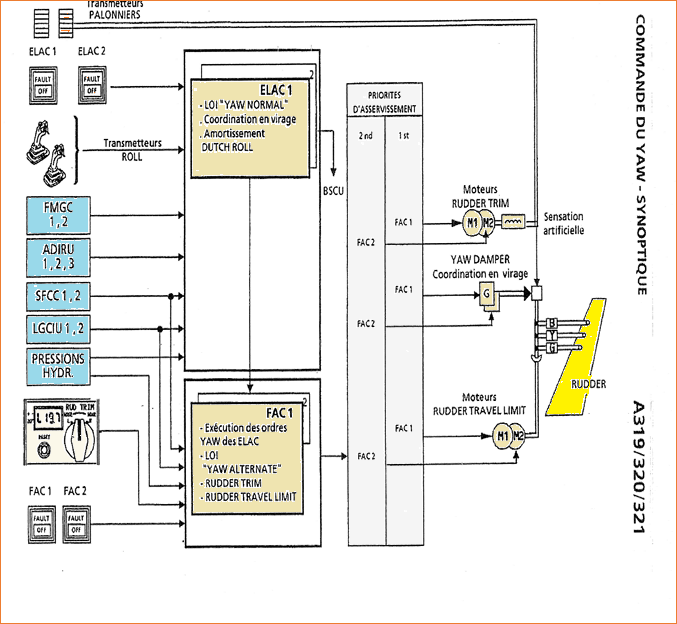 Transmetteurs
PALONNIERS
ELAC 1
ELAC 2
FAULT
OFF
FAULT
OFF
Transmetteurs
ROLL
FMGC
1, 2
ADIRU
1, 2, 3
SFCC 1, 2
LGCIU 1, 2
PRESSIONS
HYDR.
RUD TRIM
L 19.7
RESET
FAC 1
FAC 2
FAULT
OFF
FAULT
OFF
2
ELAC 1
- LOI "YAW NORMAL"
. Coordination en virage
. Amortissement
DUTCH ROLL
BSCU
2
FAC 1
- Exécution des ordres
YAW des ELAC
- LOI
"YAW ALTERNATE"
- RUDDER TRIM
- RUDDER TRAVEL LIMIT
PRIORITES
D'ASSERVISSEMENT
2 nd
1 st
FAC 1
FAC 2
FAC 1
FAC 2
FAC 1
FAC 2
Moteurs
RUDDER TRIM
M1
M2
Sensation
artificielle
YAW DAMPER
Coordination en virage
G
B
Y
G
RUDDER
Moteurs
RUDDER TRAVEL LIMIT
M1
M2
COMMANDE DU YAW - SYNOPTIQUE
A319/320/321